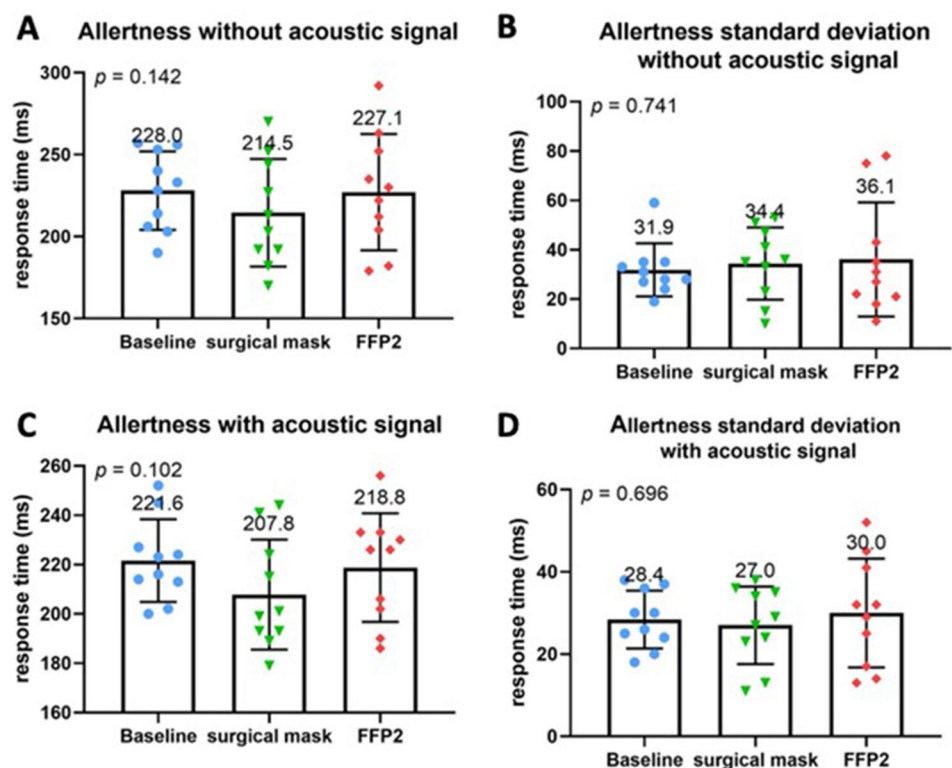 A
Allertness without acoustic signal
p = 0.142
response time (ms)
300
250
200
150
228.0
214.5
227.1
Baseline surgical mask FFP2
B
Allertness standard deviation
without acoustic signal
p = 0.741
response time (ms)
100
80
60
40
20
0
31.9
34.4
36.1
Baseline surgical mask FFP2
C
Allertness with acoustic signal
p = 0.102
response time (ms)
260
240
220
200
180
160
221.6
207.8
218.8
Baseline surgical mask FFP2
D
Allertness standard deviation
with acoustic signal
p = 0.696
response time (ms)
60
40
20
0
28.4
27.0
30.0
Baseline surgical mask FFP2